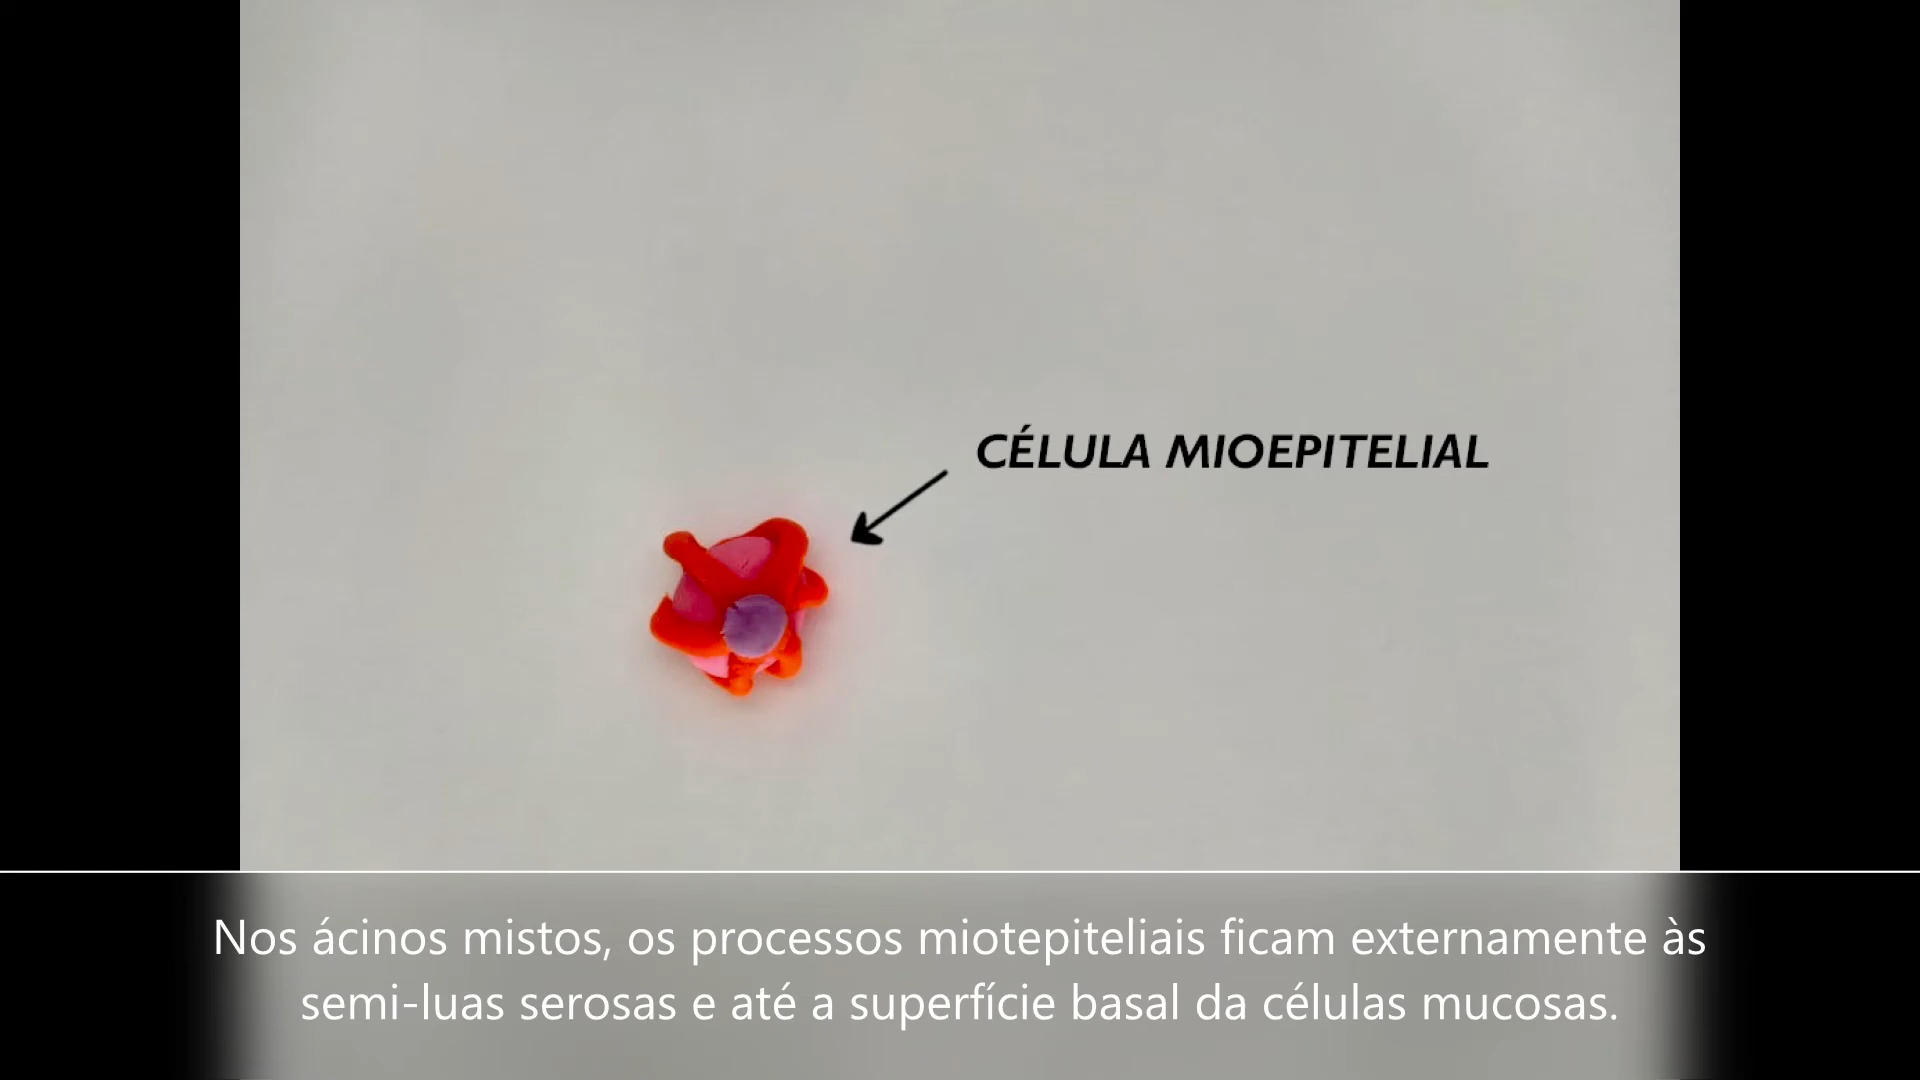 CÉLULA MIOEPITELIAL
Nos ácinos mistos, os processos miotepiteliais ficam externamente às
semi-luas serosas e até a superfície basal da células mucosas.